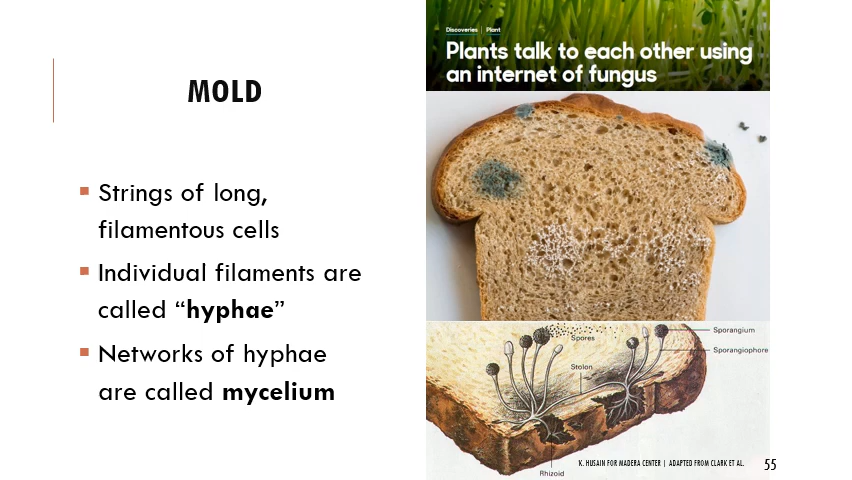 MOLD
Strings of long,
filamentous cells
Individual filaments are
called “hyphae”
Networks of hyphae
are called mycelium
Discoveries | Plant
Plants talk to each other using
an internet of fungus
Spores
Sporangium
Sporangiophore
Stolon
Rhizoid
K. HUSAIN FOR MADERA CENTER | ADAPTED FROM CLARK ET AL.
55